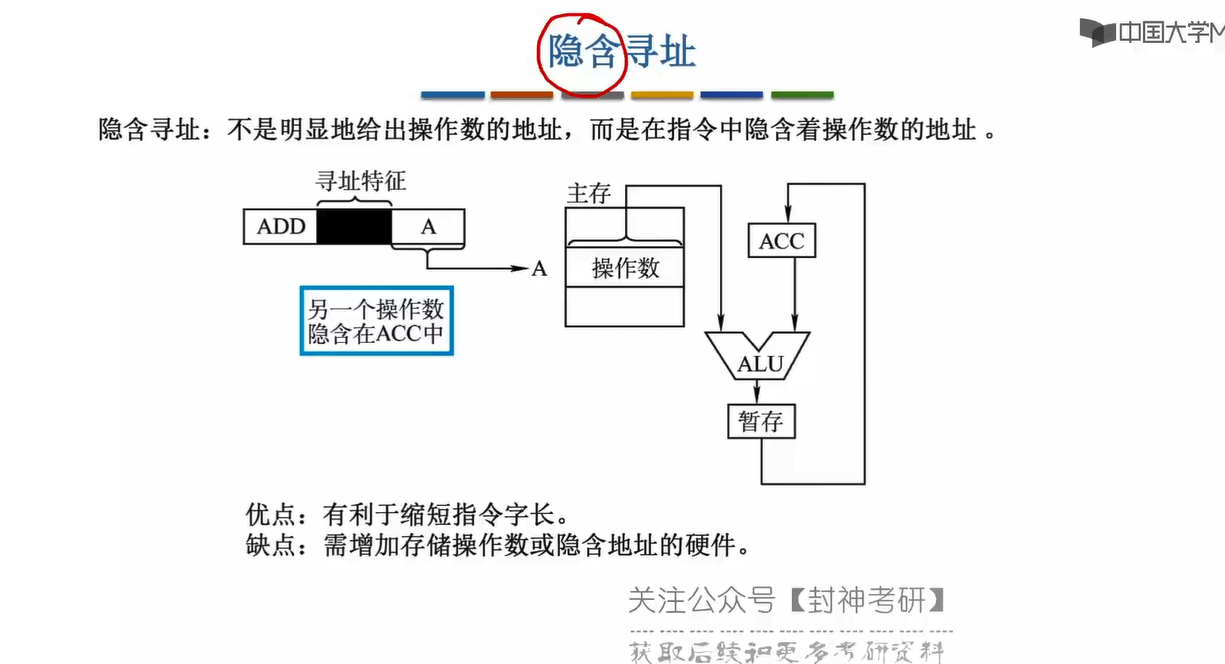 中国大学M
隐含寻址
隐含寻址：不是明显地给出操作数的地址，而是在指令中隐含着操作数的地址 。
寻址特征
主存
ADD
A
ACC
A
操作数
另一个操作数
隐含在ACC中
ALU
暂存
优点：有利于缩短指令字长。
缺点：需增加存储操作数或隐含地址的硬件。
关注公众号【封神考研】
获取后续和更多考研资料